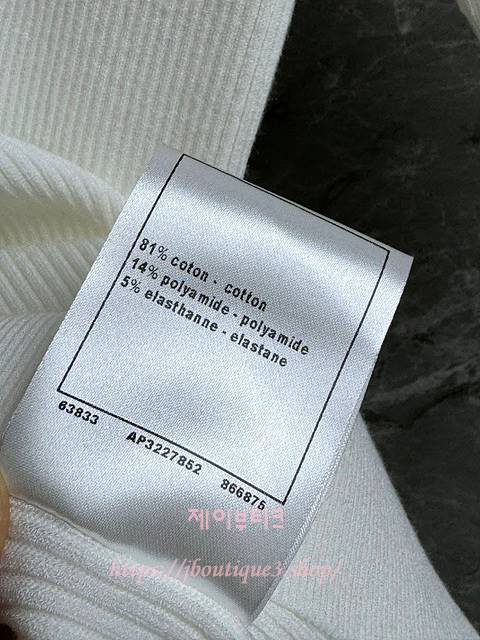 81% coton - cotton
14% polyamide - polyamide
5% elasthanne - elastane
63833 AP3227852 866875
제이부티크
https://jboutique3.shop/